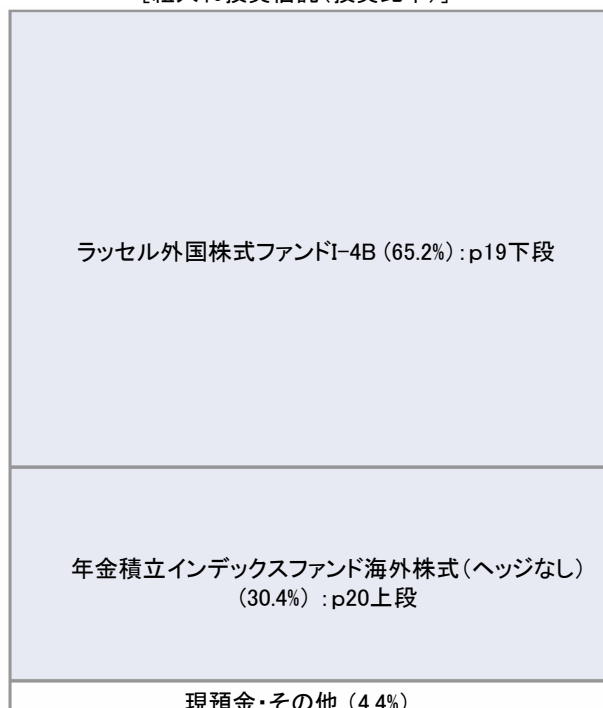 ラッセル外国株式ファンドI-4B (65.2%):p19下段
年金積立インデックスファンド海外株式(ヘッジなし)
(30.4%) :p20上段
現預金・その他 (4.4%)